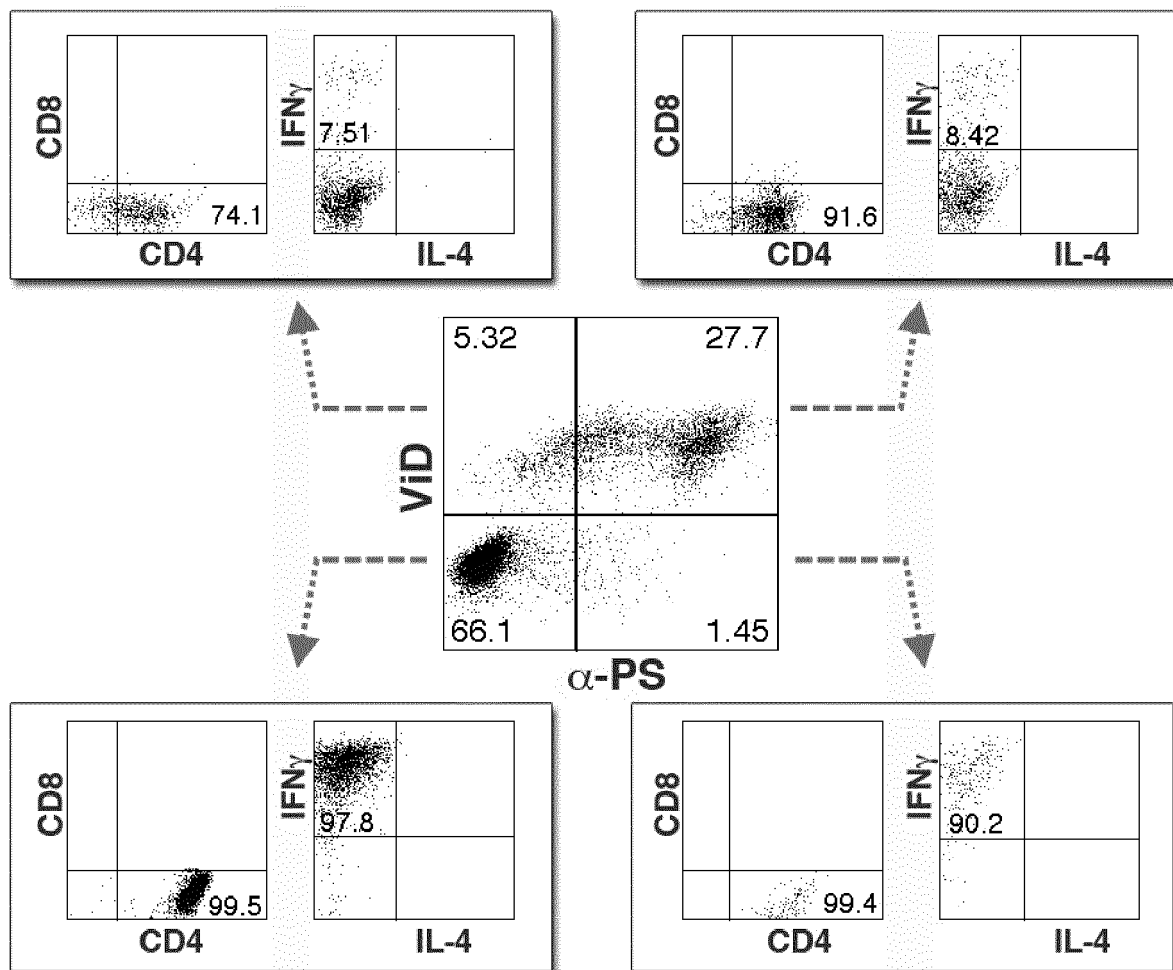 CD8
74.1
CD4
IFNγ
7.51
IL-4
CD8
91.6
CD4
IFNγ
8.42
IL-4
5.32 27.7
ViD
66.1 1.45
α-PS
CD8
99.5
CD4
IFNγ
97.8
IL-4
CD8
99.4
CD4
IFNγ
90.2
IL-4